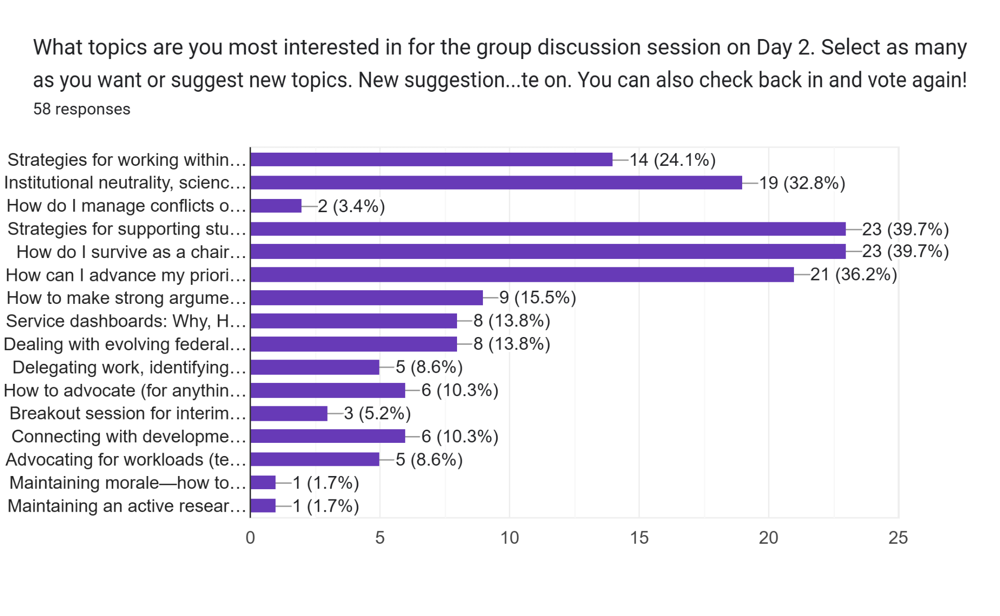 What topics are you most interested in for the group discussion session on Day 2. Select as many
as you want or suggest new topics. New suggestion...te on. You can also check back in and vote again!
58 responses
Strategies for working within… 14 (24.1%)
Institutional neutrality, scienc… 19 (32.8%)
How do I manage conflicts o… 2 (3.4%)
Strategies for supporting stu… 23 (39.7%)
How do I survive as a chair… 23 (39.7%)
How can I advance my priori… 21 (36.2%)
How to make strong argume… 9 (15.5%)
Service dashboards: Why, H… 8 (13.8%)
Dealing with evolving federal… 8 (13.8%)
Delegating work, identifying… 5 (8.6%)
How to advocate (for anythin… 6 (10.3%)
Breakout session for interim… 3 (5.2%)
Connecting with developme… 6 (10.3%)
Advocating for workloads (te… 5 (8.6%)
Maintaining morale—how to… 1 (1.7%)
Maintaining an active resear… 1 (1.7%)
0 5 10 15 20 25